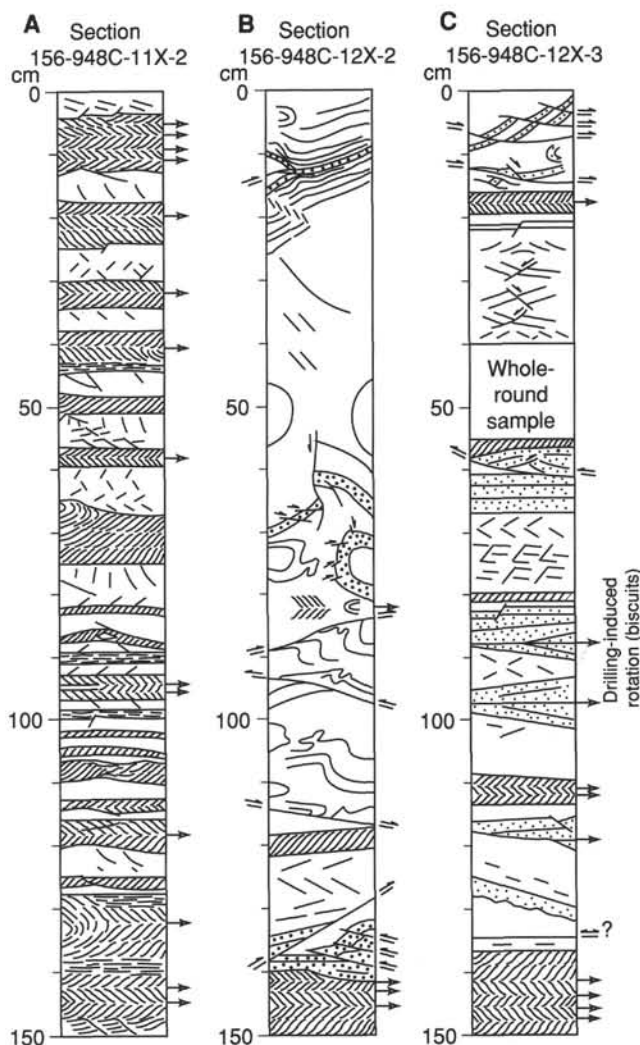 A
Section
156-948C-11X-2
cm
0
50
100
150
B
Section
156-948C-12X-2
cm
0
50
100
150
C
Section
156-948C-12X-3
cm
0
50
100
150
Whole-
round
sample
?
Drilling-induced
rotation (biscuits)